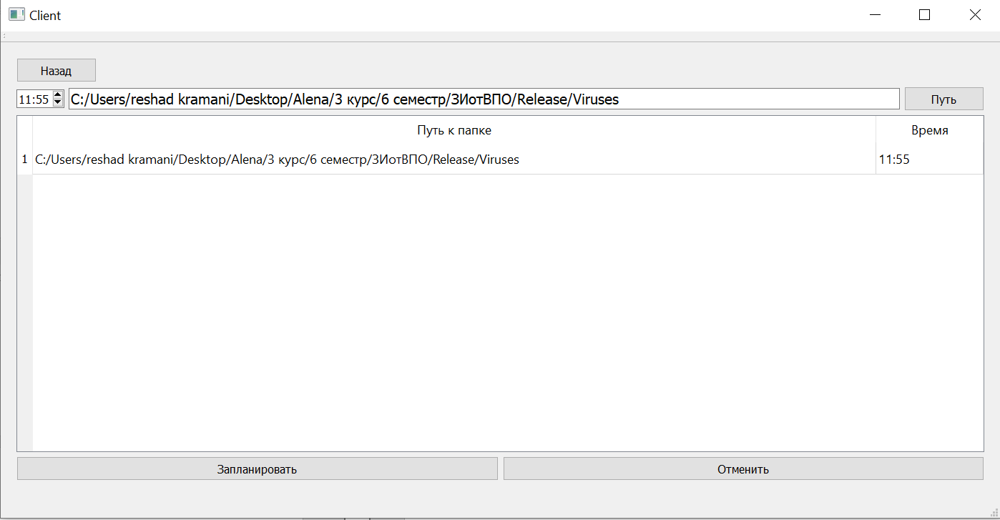 Client
Назад
11:55 C:/Users/reshad kramani/Desktop/Alena/3 курс/6 семестр/ЗИотВПО/Release/Viruses Путь
Путь к папке Время
1 C:/Users/reshad kramani/Desktop/Alena/3 курс/6 семестр/ЗИотВПО/Release/Viruses 11:55
Запланировать Отменить